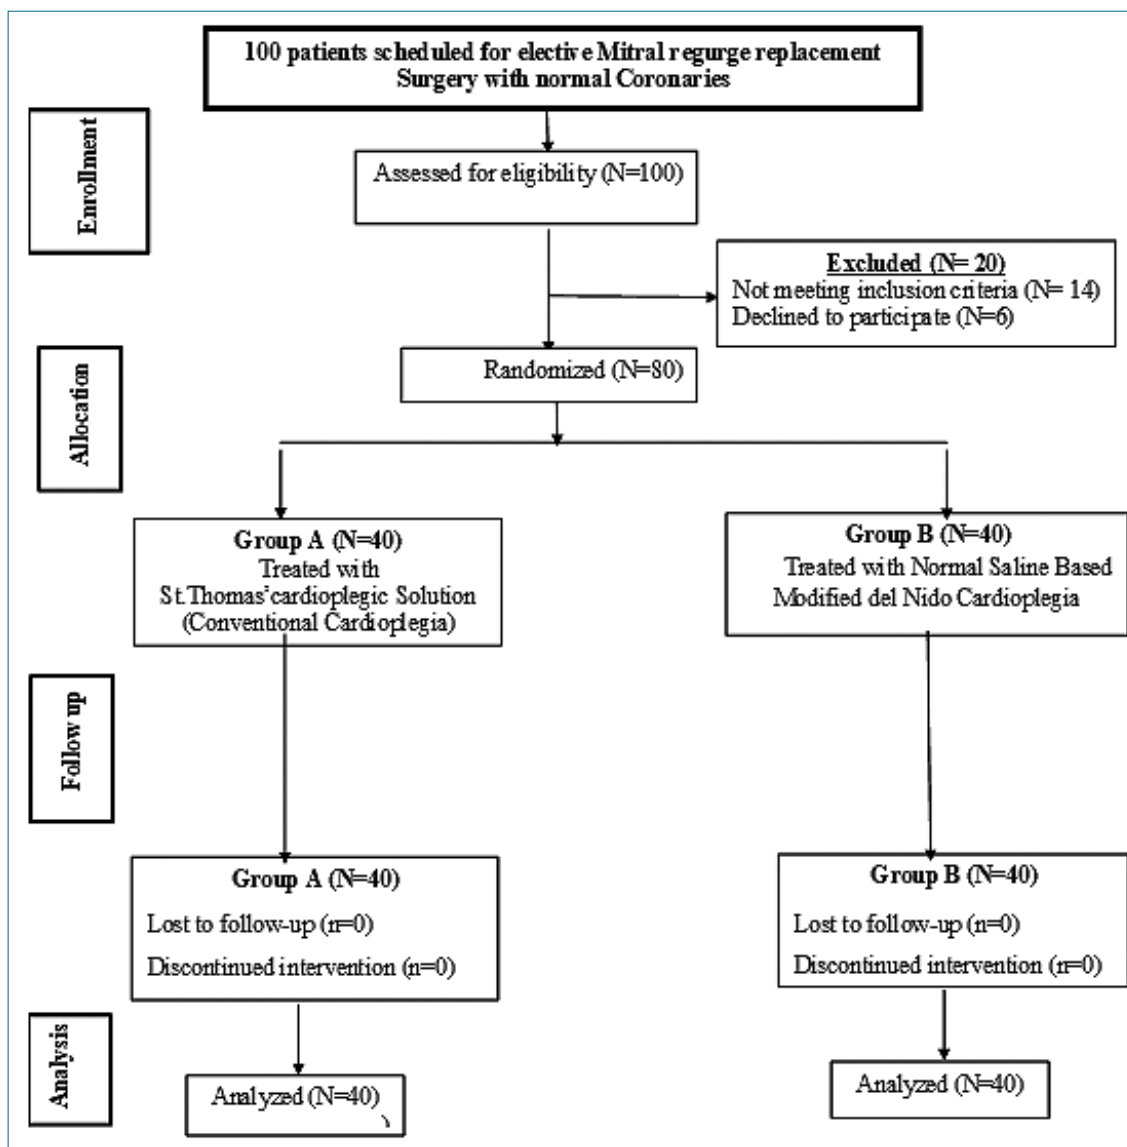 100 patients scheduled for elective Mitral regurge replacement
Surgery with normal Coronaries
Enrollment
Assessed for eligibility (N=100)
Excluded (N= 20)
Not meeting inclusion criteria (N= 14)
Declined to participate (N=6)
Allocation
Randomized (N=80)
Group A (N=40)
Treated with
St.Thomas'cardioplegic Solution
(Conventional Cardioplegia)
Group B (N=40)
Treated with Normal Saline Based
Modified del Nido Cardioplegia
Follow up
Group A (N=40)
Lost to follow-up (n=0)
Discontinued intervention (n=0)
Group B (N=40)
Lost to follow-up (n=0)
Discontinued intervention (n=0)
Analysis
Analyzed (N=40)
Analyzed (N=40)